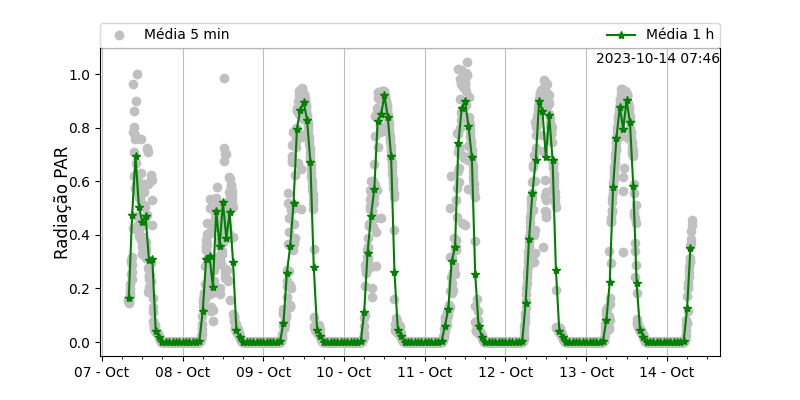 Média 5 min
Média 1 h
2023-10-14 07:46
Radiação PAR
1.0
0.8
0.6
0.4
0.2
0.0
07 - Oct
08 - Oct
09 - Oct
10 - Oct
11 - Oct
12 - Oct
13 - Oct
14 - Oct